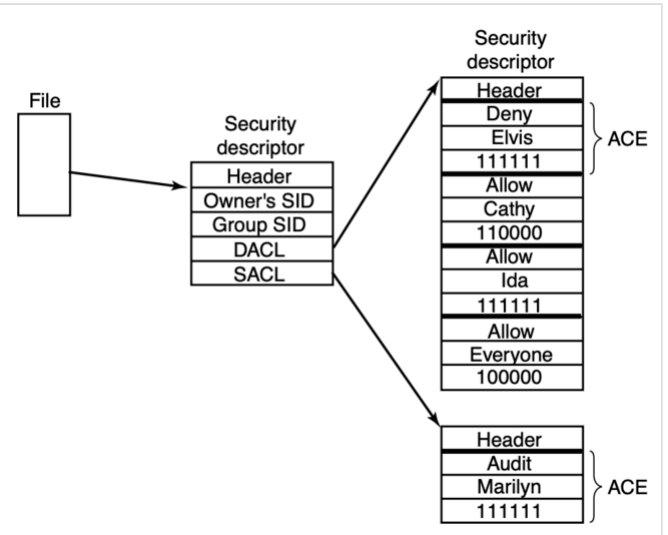 File
Security
descriptor
Header
Owner's SID
Group SID
DACL
SACL
Security
descriptor
Header
Deny
Elvis
111111
ACE
Allow
Cathy
110000
Allow
Ida
111111
Allow
Everyone
100000
Header
Audit
Marilyn
111111
ACE